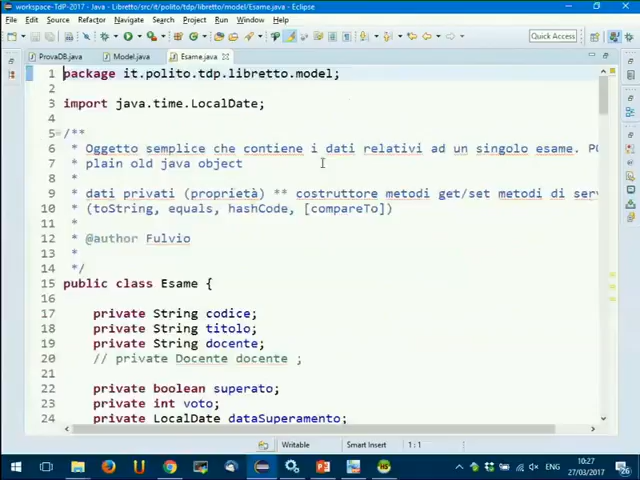 workspace-TdP-2017 - Java - Libretto/src/it/polito/tdp/libretto/model/Esame.java - Eclipse
File Edit Source Refactor Navigate Search Project Run Window Help
Quick Access
ProvaDB.java Model.java Esame.java
1 package it.polito.tdp.libretto.model;
2
3 import java.time.LocalDate;
4
5 /**
6 * Oggetto semplice che contiene i dati relativi ad un singolo esame. PO
7 * plain old java object
8 *
9 * dati privati (proprietà) ** costruttore metodi get/set metodi di serv
10 * (toString, equals, hashCode, [compareTo])
11 *
12 * @author Fulvio
13 *
14 */
15 public class Esame {
16
17 private String codice;
18 private String titolo;
19 private String docente;
20 // private Docente docente ;
22 private boolean superato;
23 private int voto;
24 private LocalDate dataSuperamento;
Writable Smart Insert 1 : 1
10:27
27/03/2017